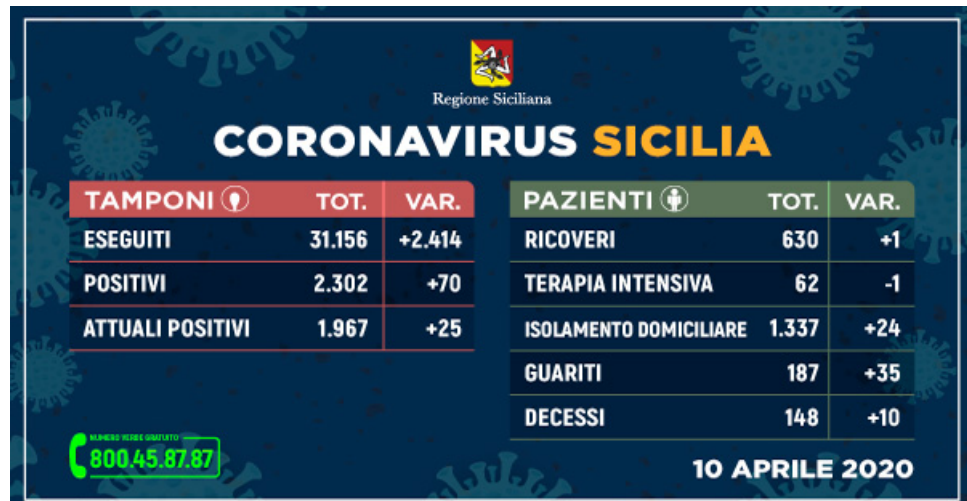 Regione Siciliana
CORONAVIRUS SICILIA
TAMPONI TOT. VAR.
ESEGUITI 31.156 +2.414
POSITIVI 2.302 +70
ATTUALI POSITIVI 1.967 +25
PAZIENTI TOT. VAR.
RICOVERI 630 +1
TERAPIA INTENSIVA 62 -1
ISOLAMENTO DOMICILIARE 1.337 +24
GUARITI 187 +35
DECESSI 148 +10
NUMERO VERDE GRATUITO
800.45.87.87
10 APRILE 2020